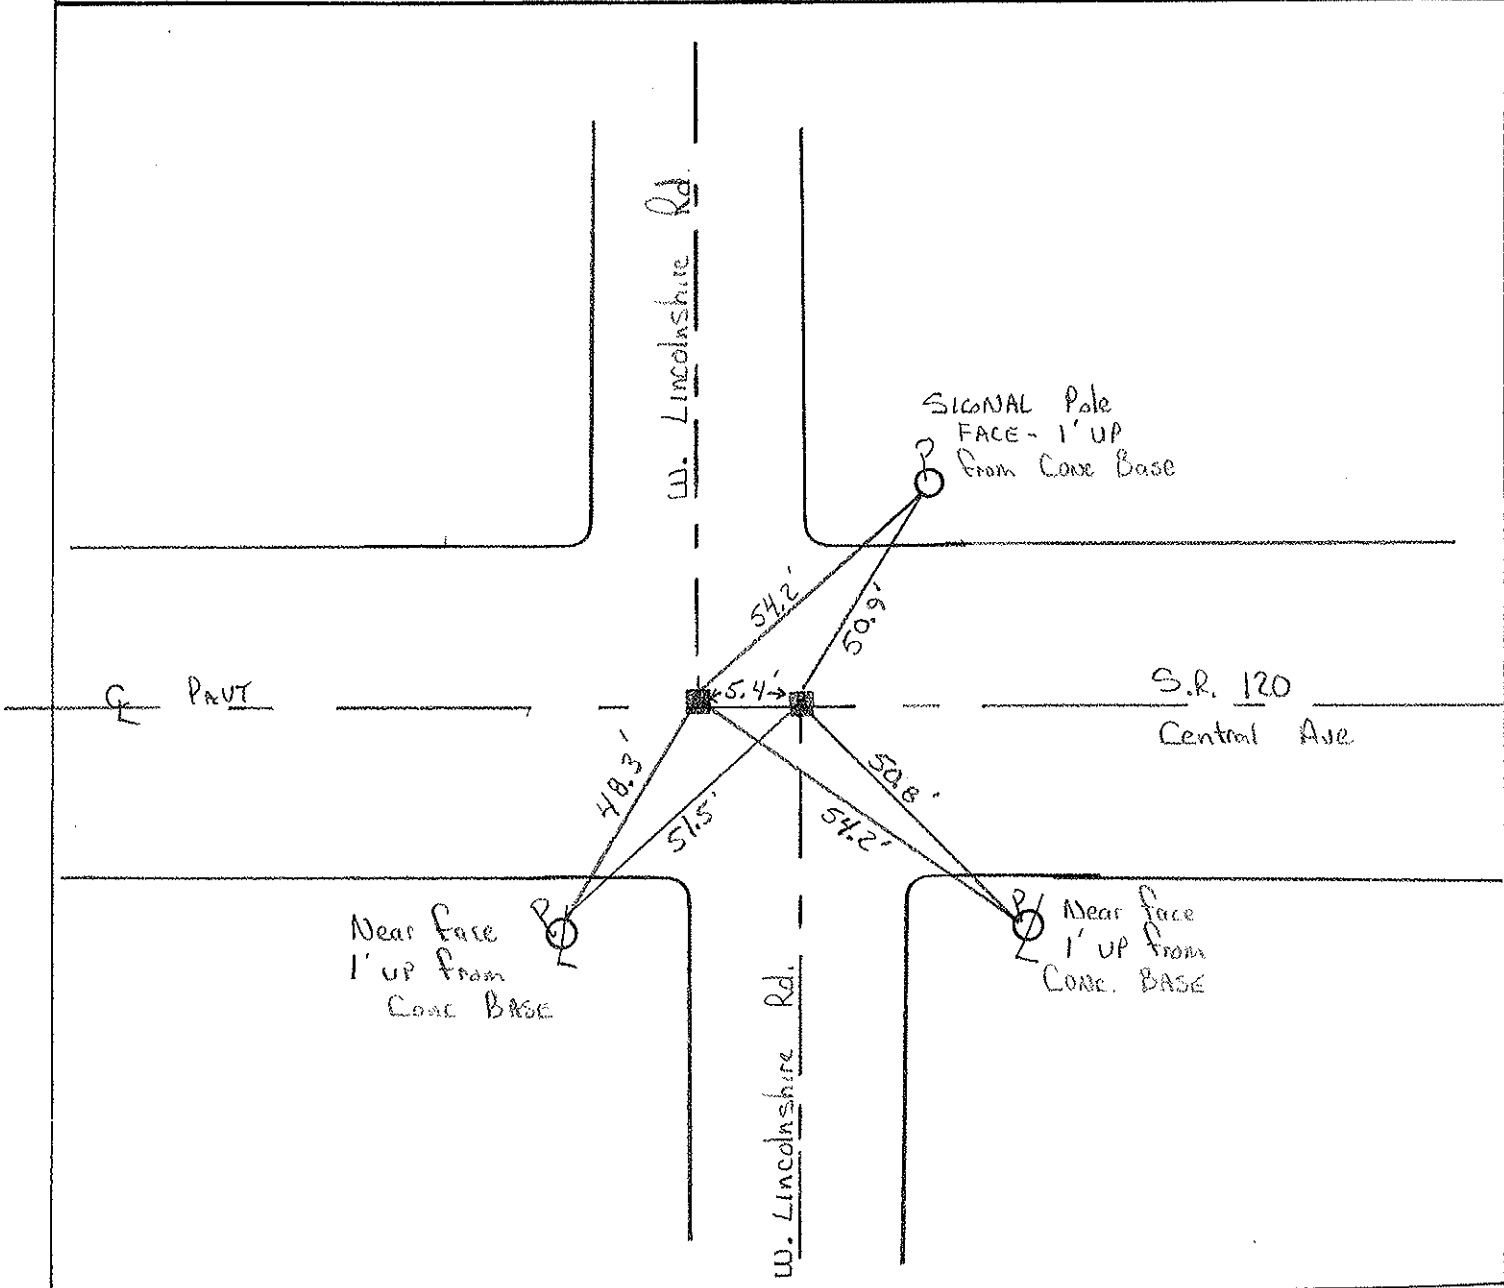 W. Lincolnshire Rd.
SIGNAL Pole
FACE - 1' UP
from Conc Base
P
54.2'
50.9'
5.4'
CL PAVT
S.R. 120
Central Ave
48.3'
51.5'
54.2'
50.8'
P
L
Near face
1' UP from
Conc BASE
P
L
Near face
1' UP from
CONC. BASE
W. Lincolnshire Rd.